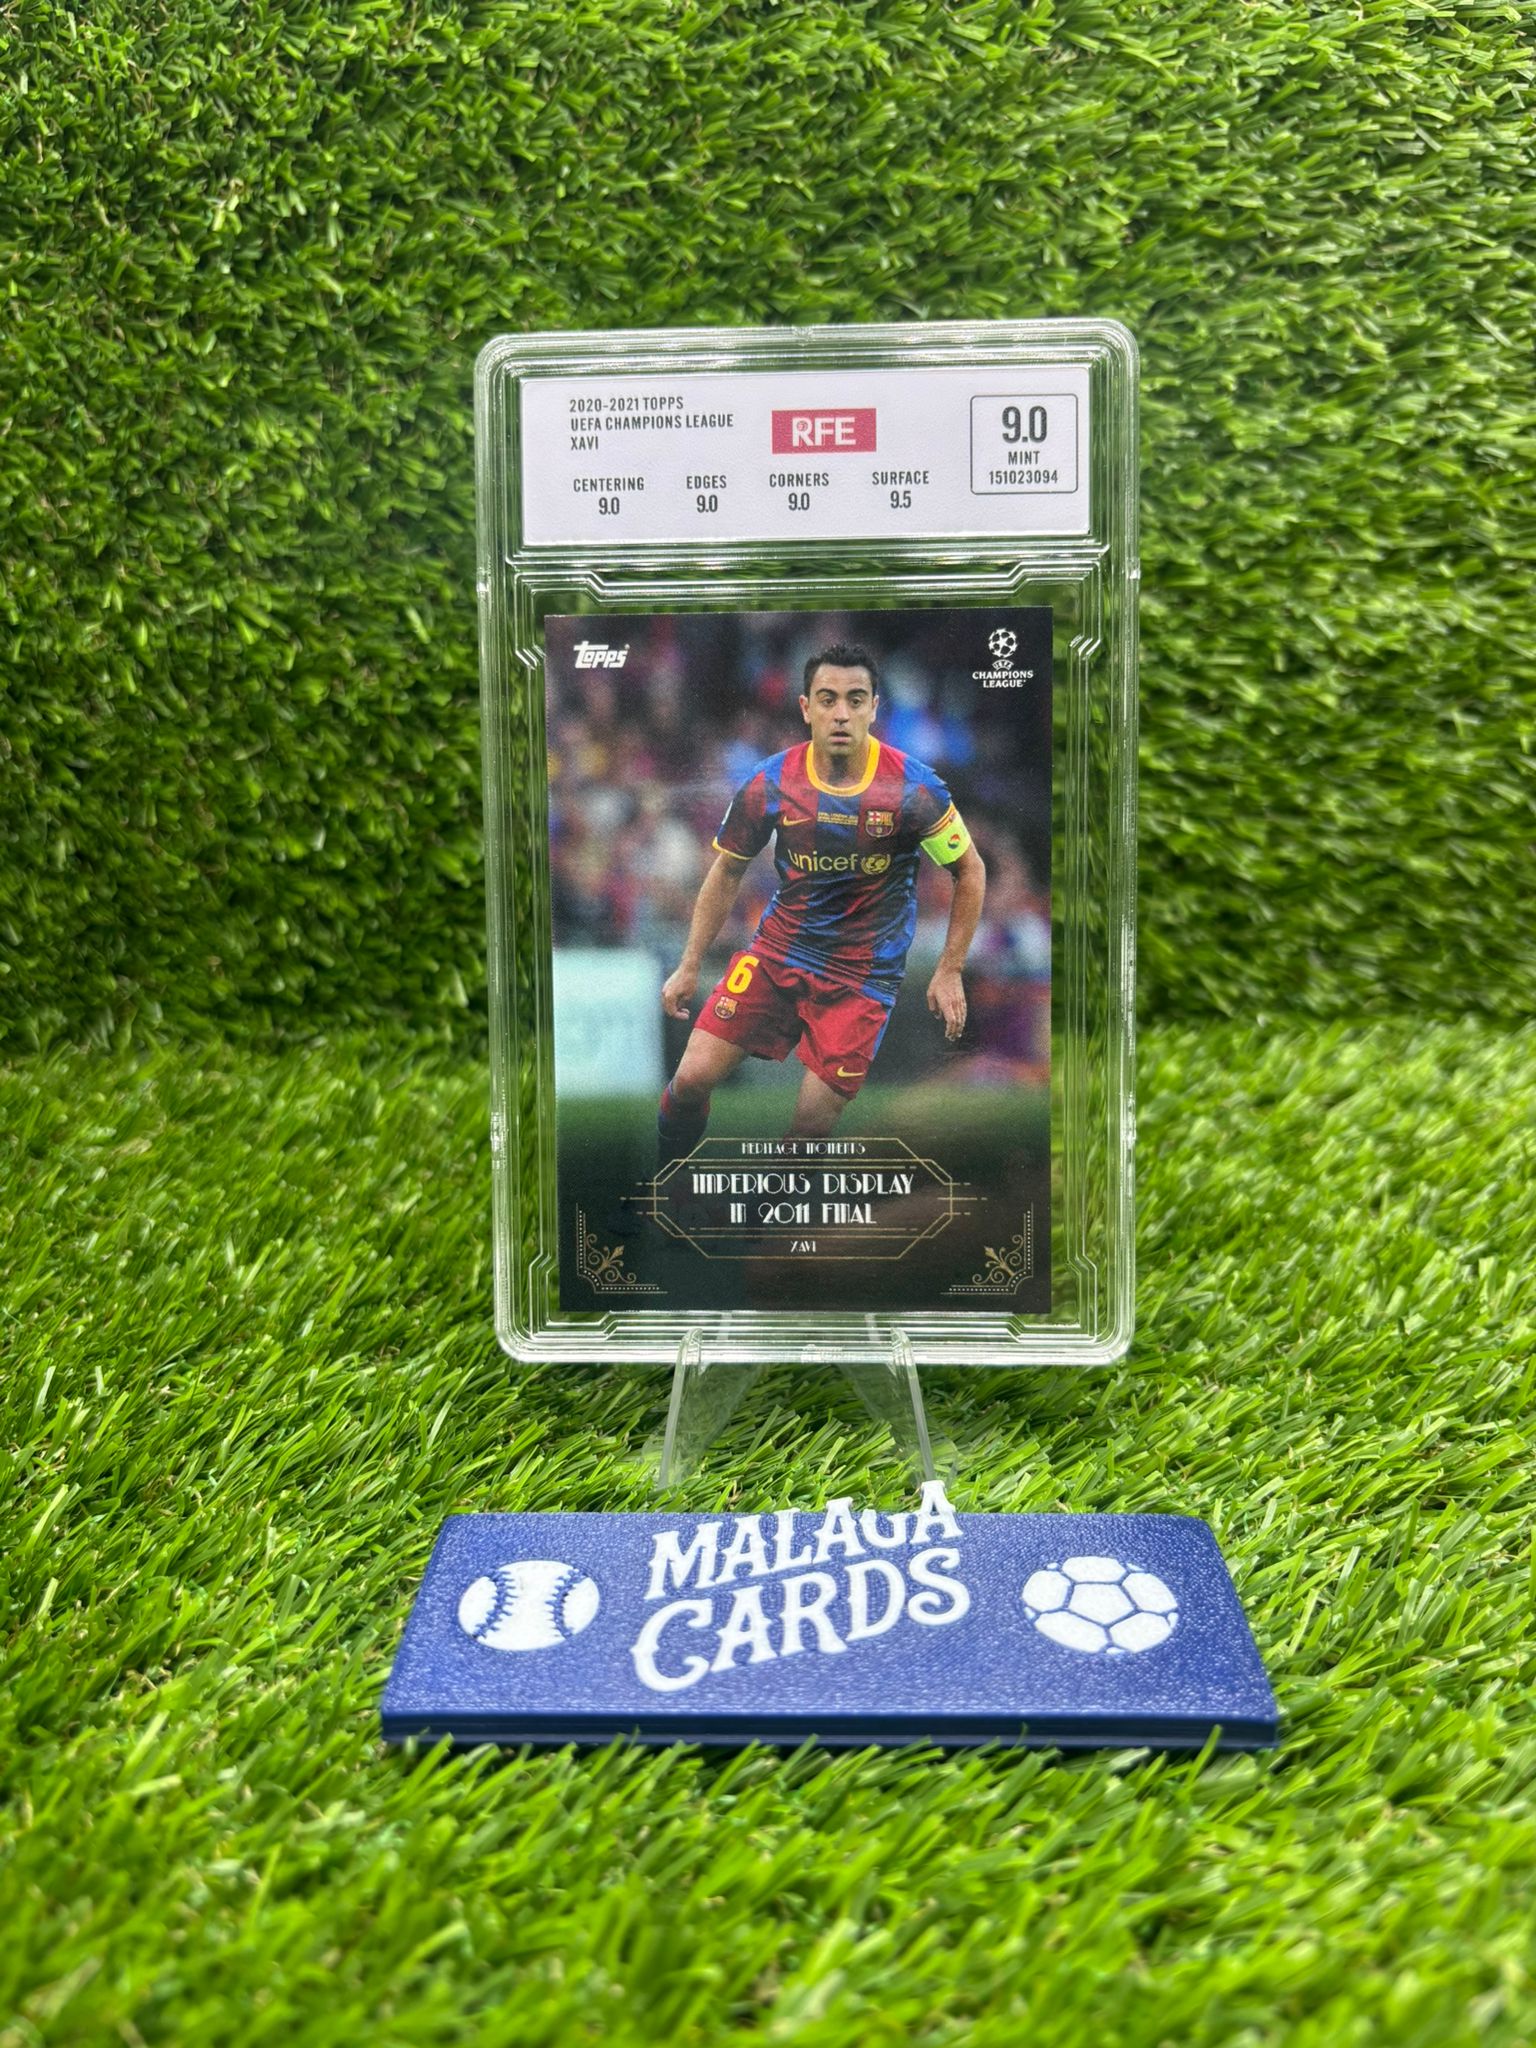 2020-2021 TOPPS
UEFA CHAMPIONS LEAGUE
XAVI
RFE
9.0
MINT
151023094
CENTERING
9.0
EDGES
9.0
CORNERS
9.0
SURFACE
9.5
topps
UEFA
CHAMPIONS
LEAGUE
unicef
6
HERITAGE MOMENTS
IMPERIOUS DISPLAY
IN 2011 FINAL
XAVI
MALAGA
CARDS